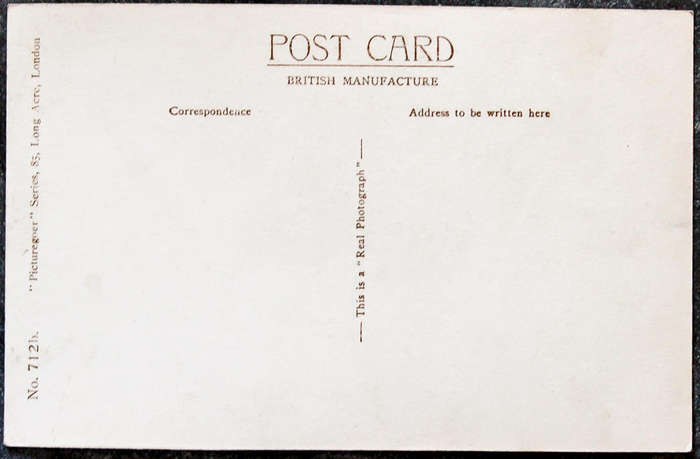 POST CARD
BRITISH MANUFACTURE
Correspondence
Address to be written here
This is a "Real Photograph"
No. 712b. "Picturegoer" Series, 85, Long Acre, London